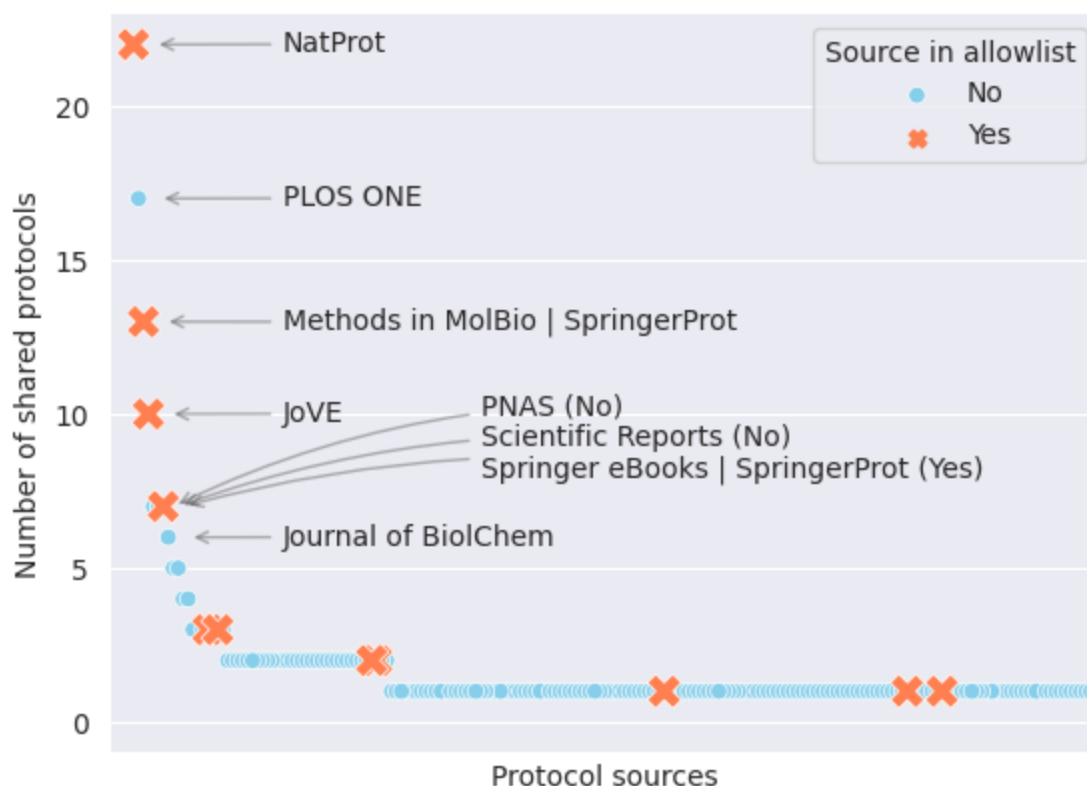 NatProt
Source in allowlist
No
Yes
20
PLOS ONE
15
Methods in MolBio | SpringerProt
10
JoVE
PNAS (No)
Scientific Reports (No)
Springer eBooks | SpringerProt (Yes)
Journal of BiolChem
5
0
Number of shared protocols
Protocol sources